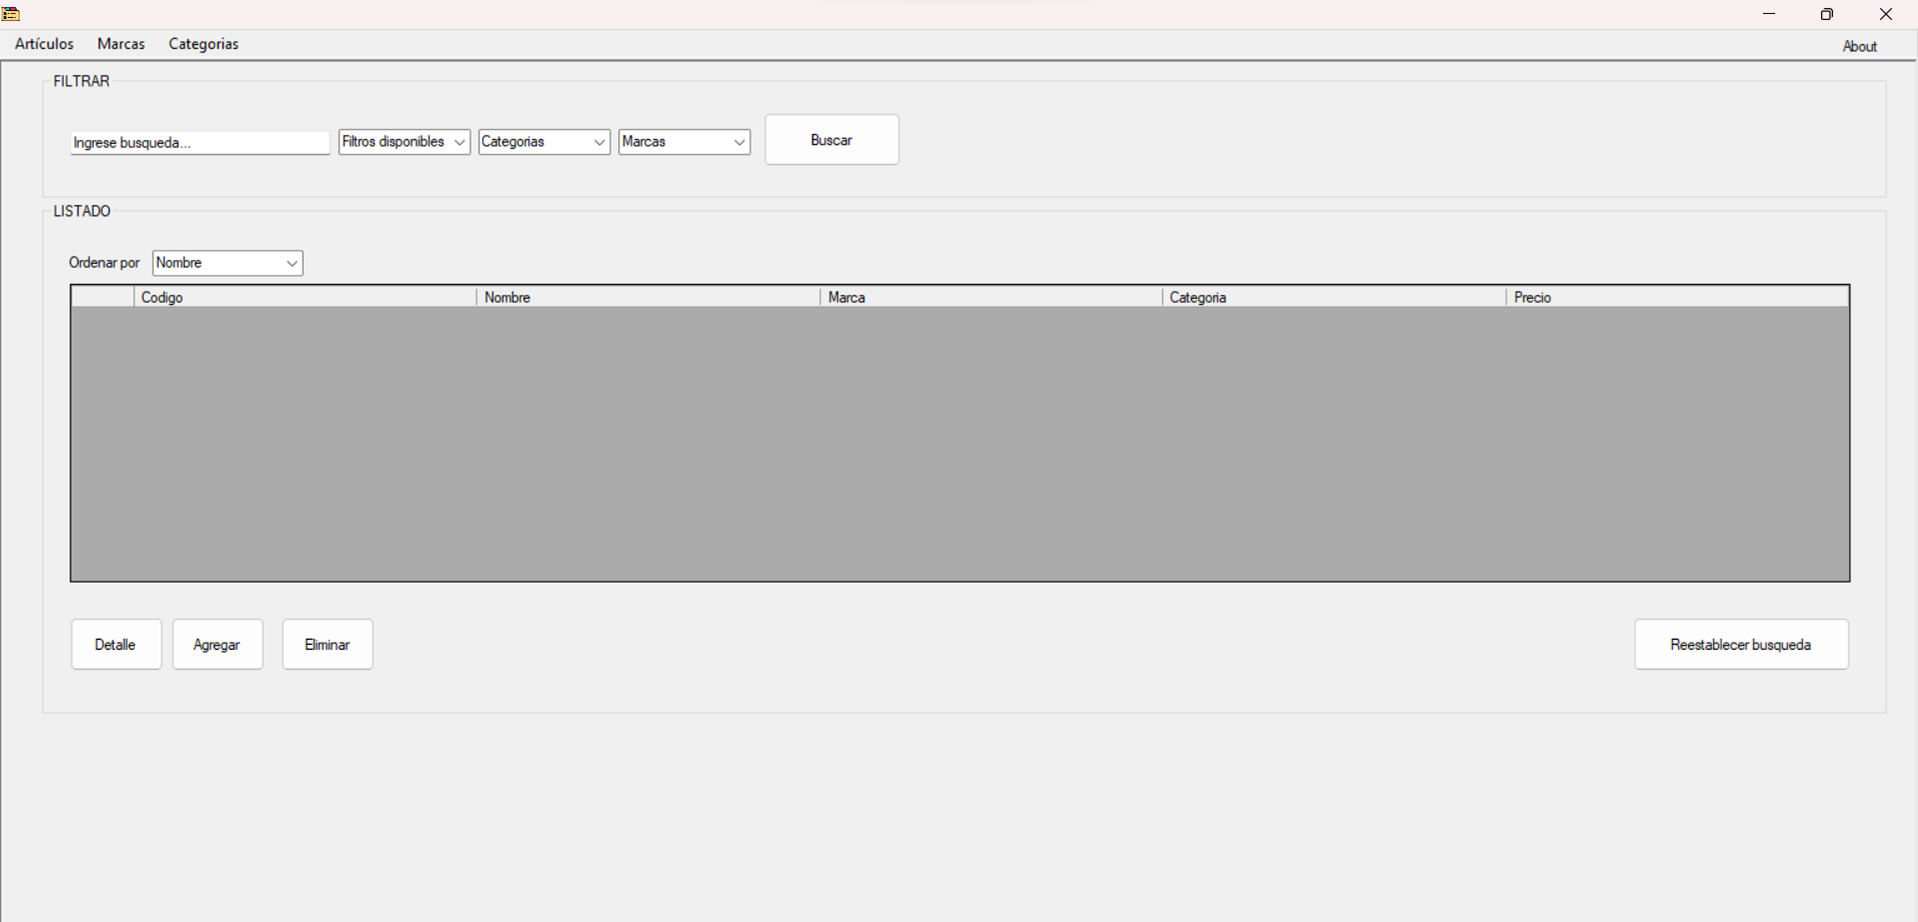 Artículos Marcas Categorias About
FILTRAR
Ingrese busqueda... Filtros disponibles Categorias Marcas Buscar
LISTADO
Ordenar por Nombre
Codigo Nombre Marca Categoria Precio
Detalle Agregar Eliminar Reestablecer busqueda